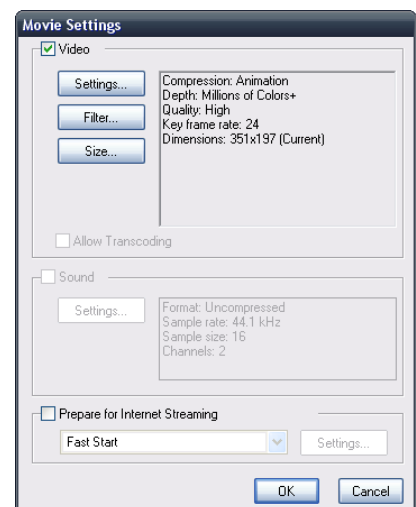 Movie Settings
Video
Settings...
Filter...
Size...
Compression: Animation
Depth: Millions of Colors+
Quality: High
Key frame rate: 24
Dimensions: 351x197 (Current)
Allow Transcoding
Sound
Settings...
Format: Uncompressed
Sample rate: 44.1 kHz
Sample size: 16
Channels: 2
Prepare for Internet Streaming
Fast Start
Settings...
OK
Cancel